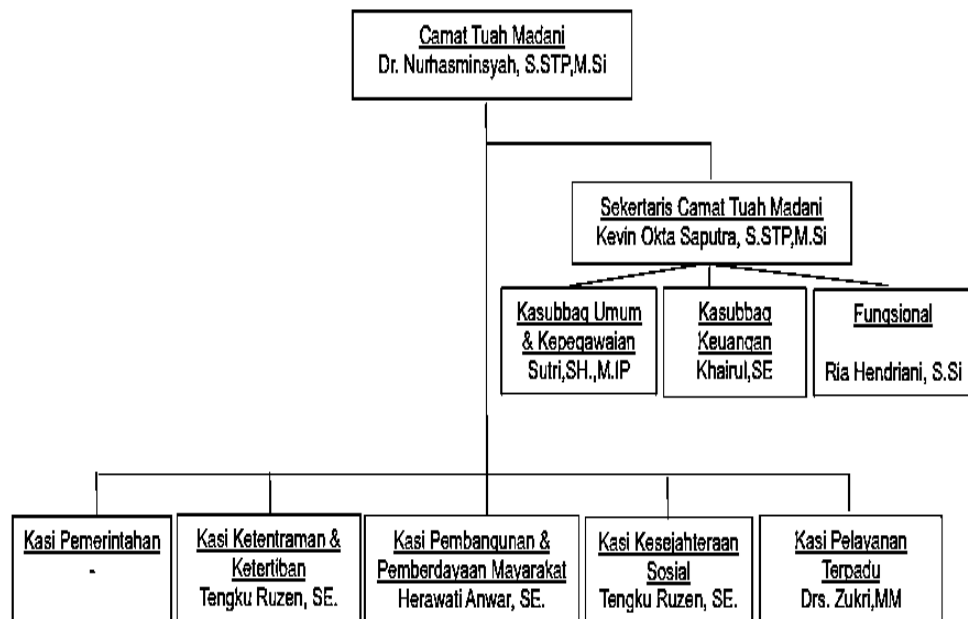 Camat Tuah Madani
Dr. Nurhasminsyah, S.STP,M.Si
Sekertaris Camat Tuah Madani
Kevin Okta Saputra, S.STP,M.Si
Kasubbag Umum
& Kepegawaian
Sutri,SH.,M.IP
Kasubbag
Keuangan
Khairul,SE
Fungsional
Ria Hendriani, S.Si
Kasi Pemerintahan
-
Kasi Ketentraman &
Ketertiban
Tengku Ruzen, SE.
Kasi Pembangunan &
Pemberdayaan Mayarakat
Herawati Anwar, SE.
Kasi Kesejahteraan
Sosial
Tengku Ruzen, SE.
Kasi Pelayanan
Terpadu
Drs. Zukri,MM